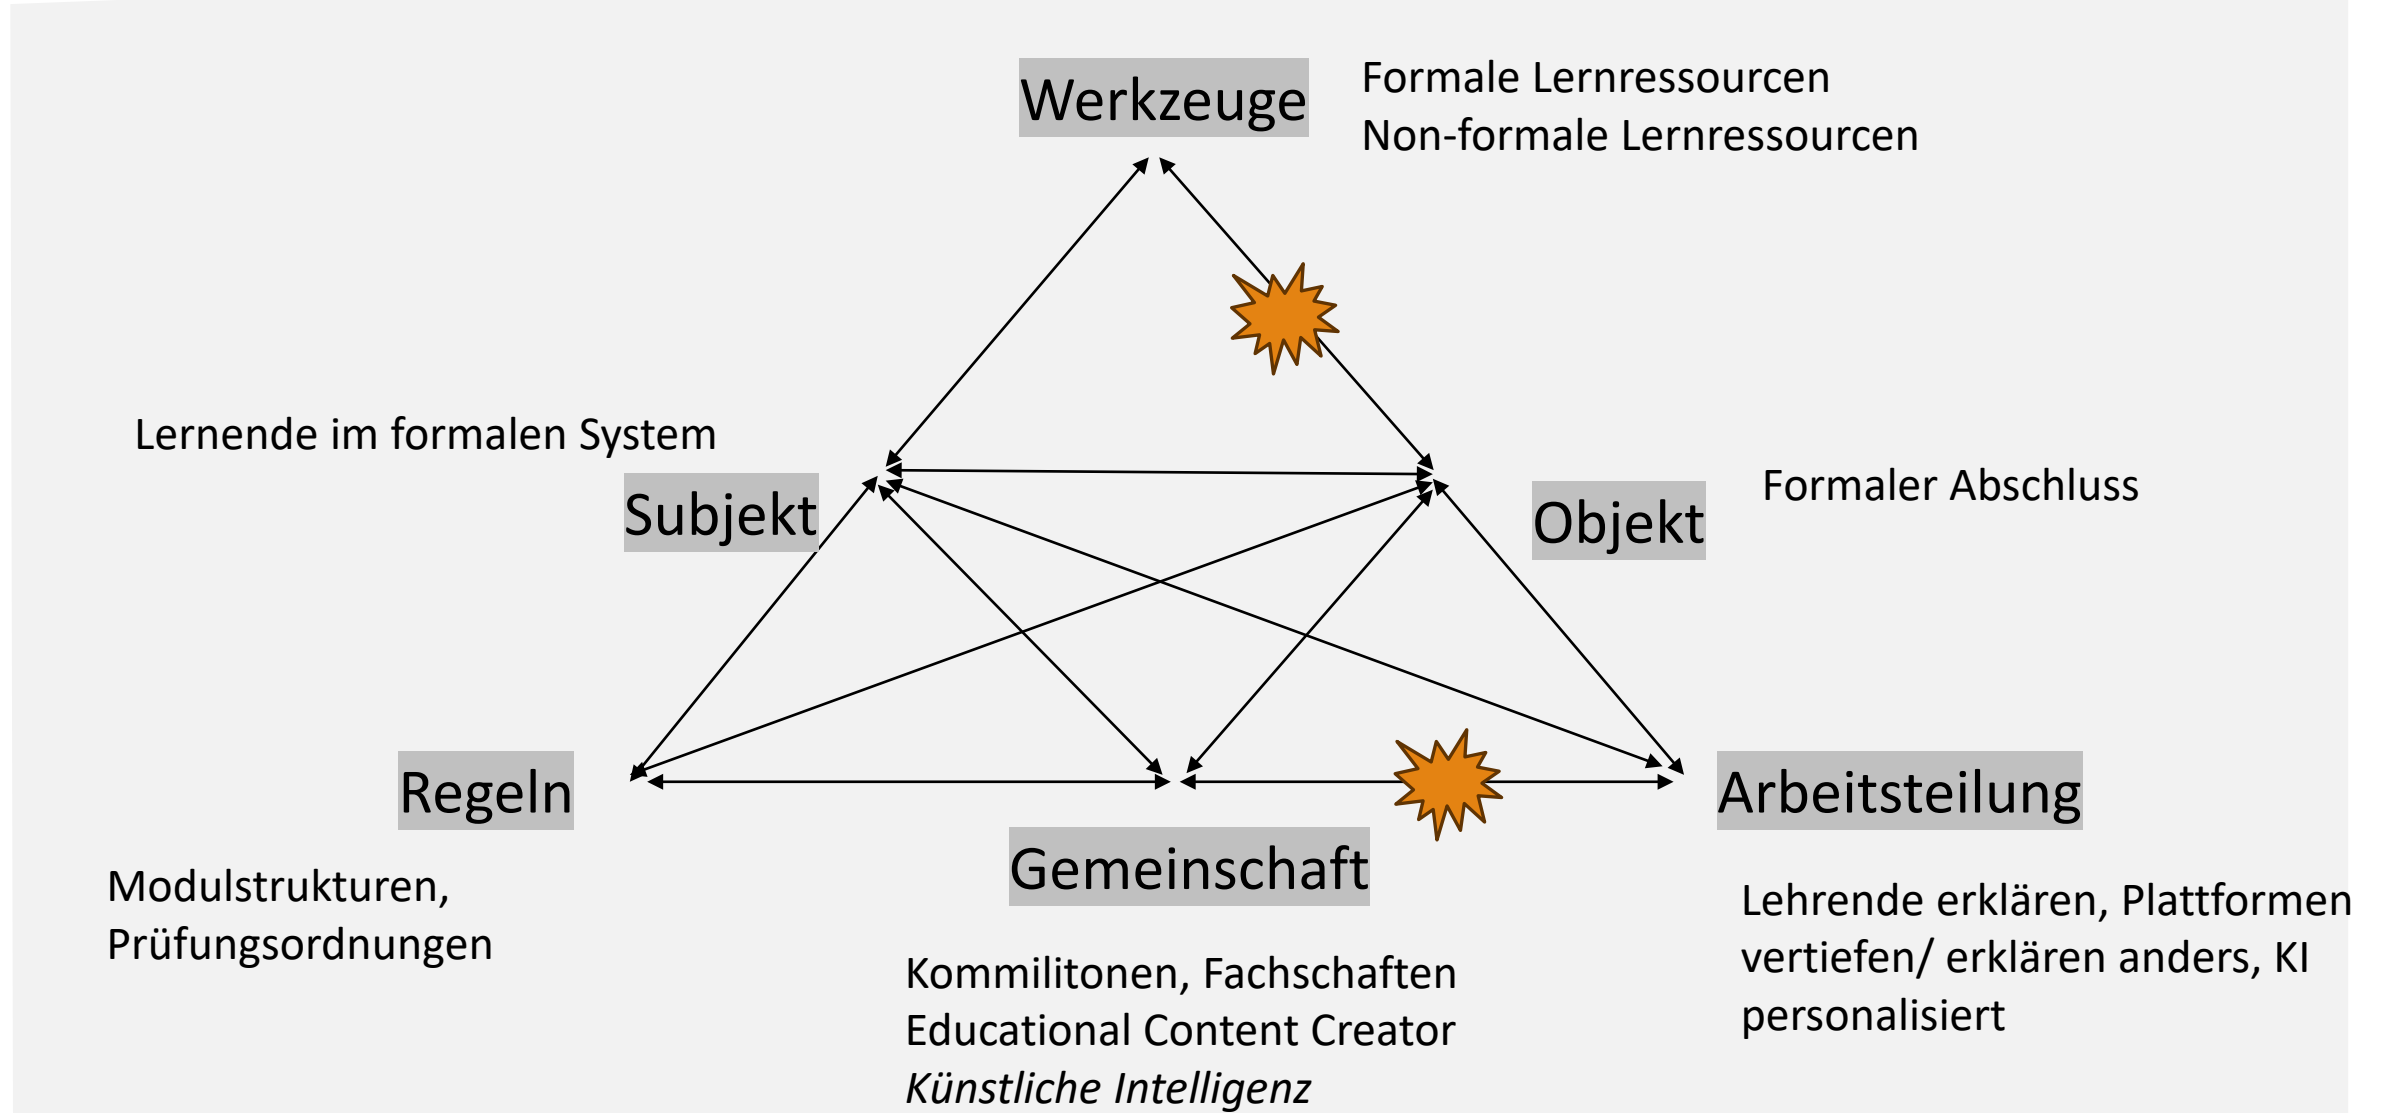 Werkzeuge
Formale Lernressourcen
Non-formale Lernressourcen
Lernende im formalen System
Subjekt
Objekt
Formaler Abschluss
Regeln
Modulstrukturen,
Prüfungsordnungen
Gemeinschaft
Kommilitonen, Fachschaften
Educational Content Creator
Künstliche Intelligenz
Arbeitsteilung
Lehrende erklären, Plattformen
vertiefen/ erklären anders, KI
personalisiert